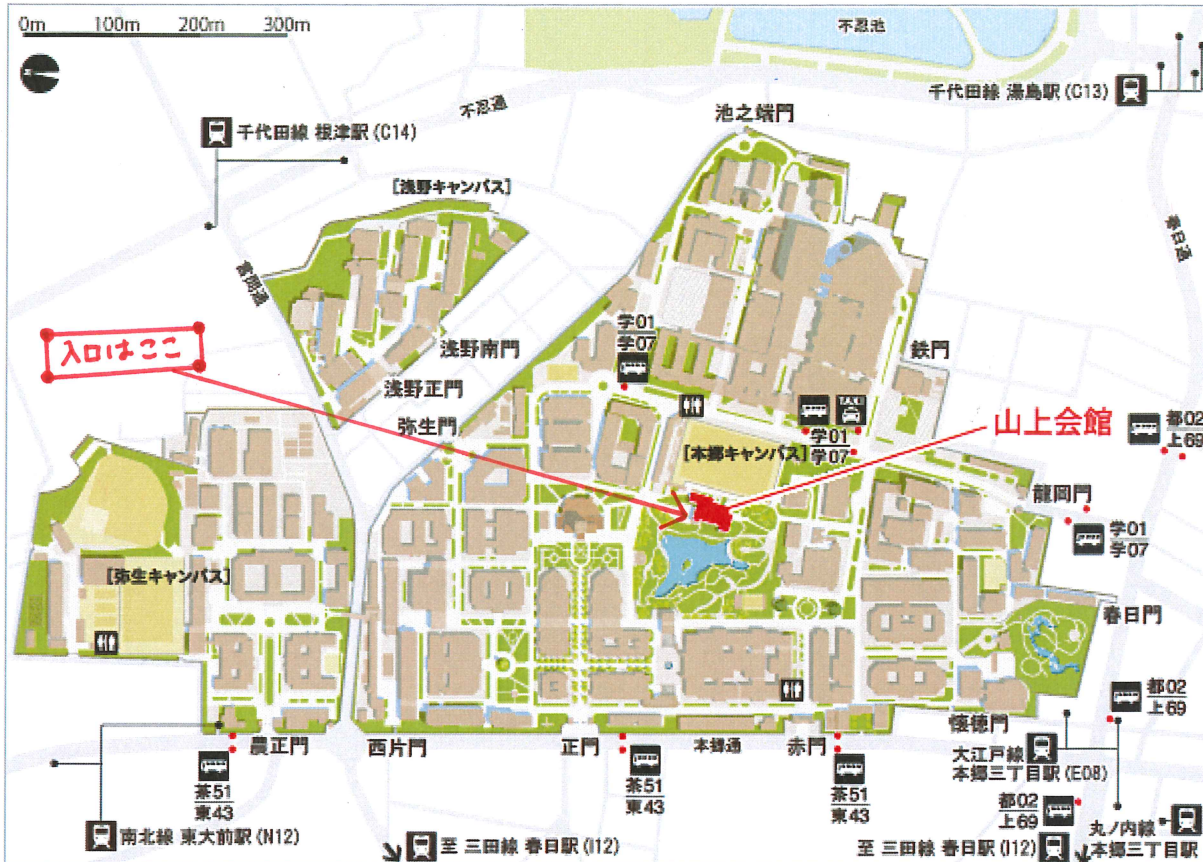 0m 100m 200m 300m
不忍池
千代田線 湯島駅 (C13)
不忍通
池之端門
千代田線 根津駅 (C14)
[浅野キャンパス]
春日通
言問通
学01
学07
入口はここ
浅野南門
鉄門
浅野正門
山上会館
都02
上69
弥生門
学01
学07
[本郷キャンパス]
龍岡門
学01
学07
[弥生キャンパス]
春日門
都02
上69
懐徳門
農正門
西片門
正門
本郷通
赤門
大江戸線
本郷三丁目駅 (E08)
茶51
東43
茶51
東43
茶51
東43
都02
上69
南北線 東大前駅 (N12)
丸ノ内線
本郷三丁目駅
至 三田線 春日駅 (I12)
至 三田線 春日駅 (I12)
TAXI